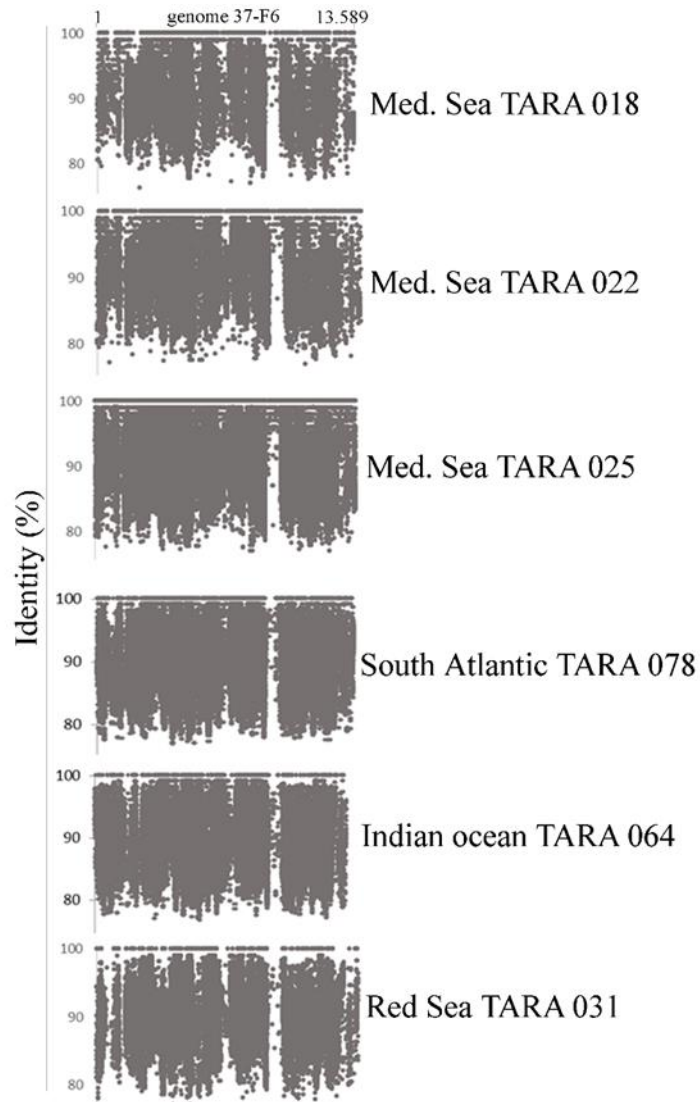 1 genome 37-F6 13.589
100
90
80
Med. Sea TARA 018
100
90
80
Med. Sea TARA 022
100
90
80
Med. Sea TARA 025
Identity (%)
100
90
80
South Atlantic TARA 078
100
90
80
Indian ocean TARA 064
100
90
80
Red Sea TARA 031